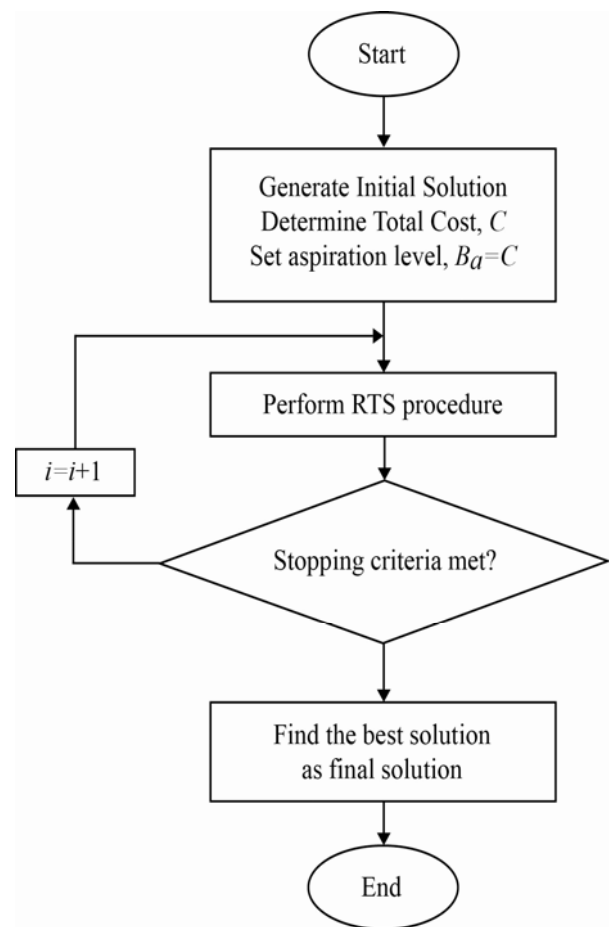 Start
Generate Initial Solution
Determine Total Cost, C
Set aspiration level, Ba=C
Perform RTS procedure
i=i+1
Stopping criteria met?
Find the best solution
as final solution
End